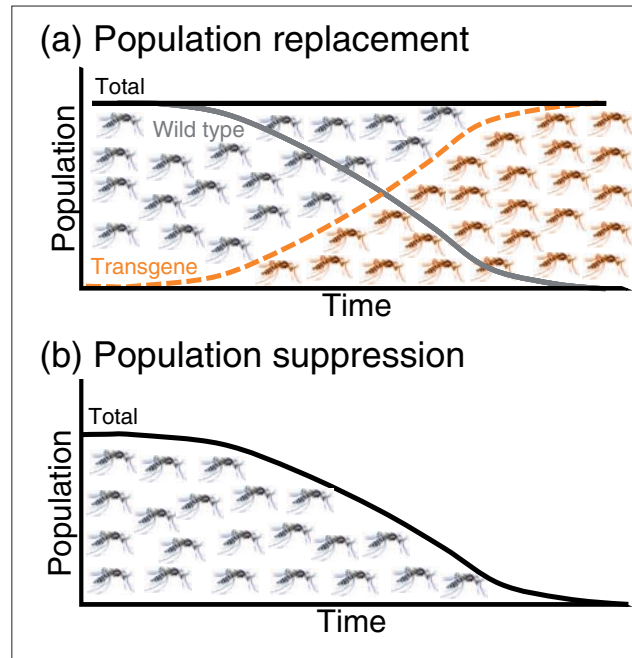 (a) Population replacement
Total
Wild type
Population
Transgene
Time
(b) Population suppression
Total
Population
Time